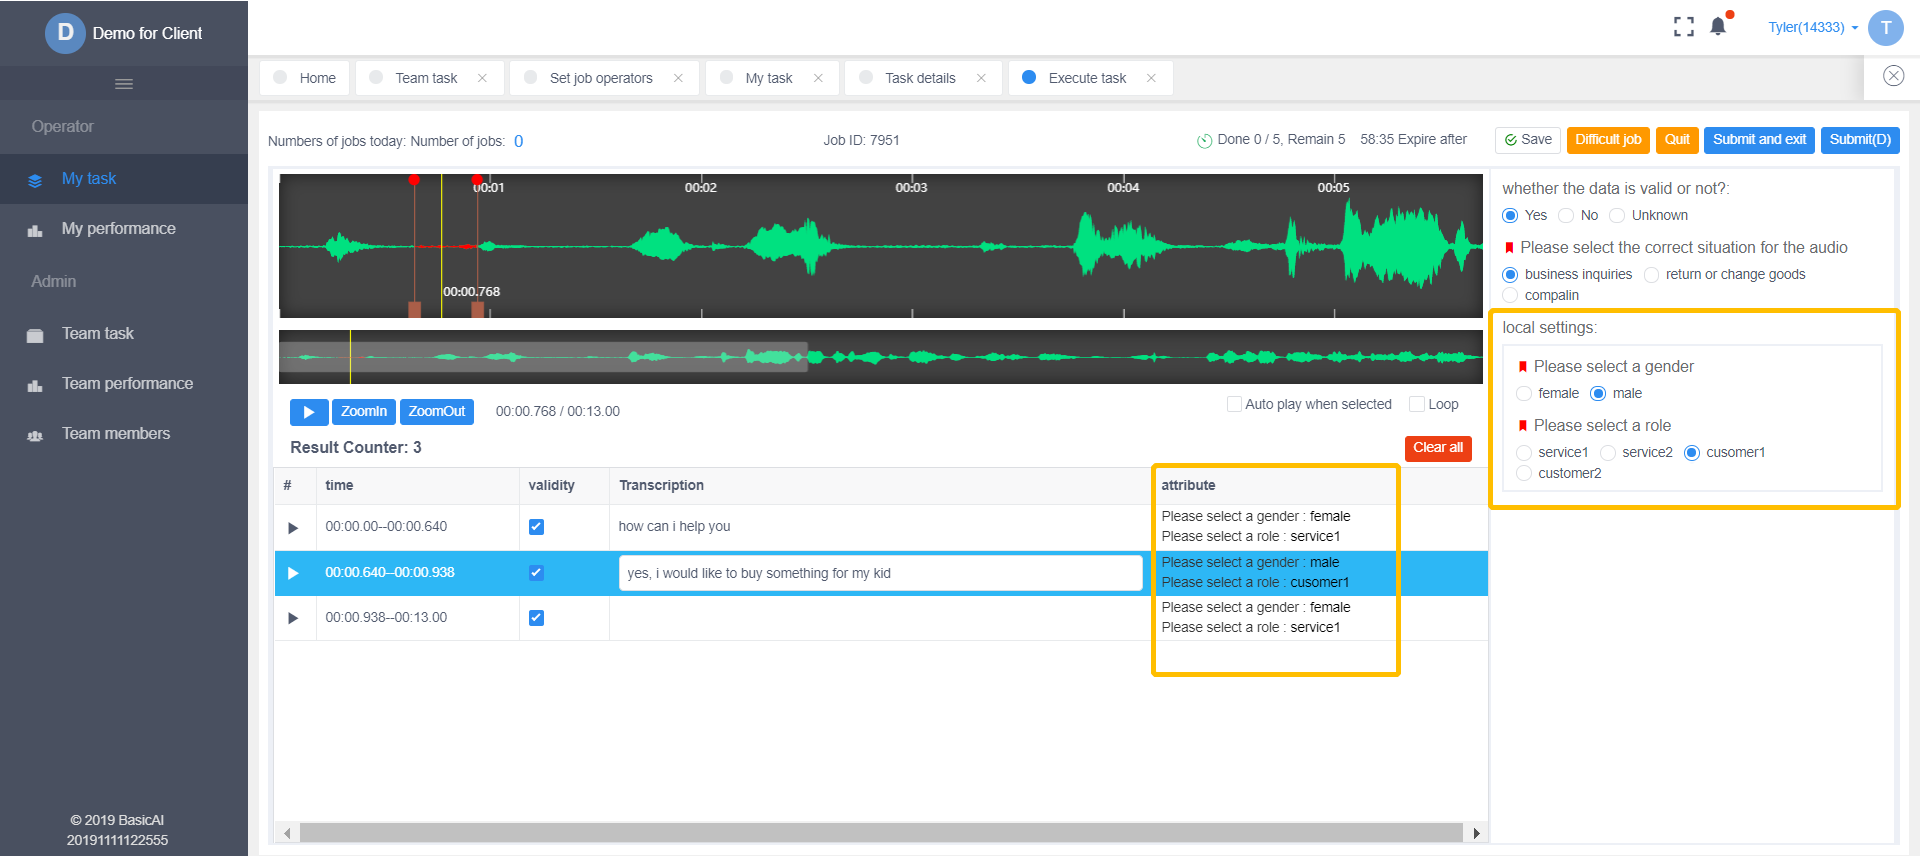 D Demo for Client
Tyler(14333)
T
Home
Team task
Set job operators
My task
Task details
Execute task
Operator
My task
My performance
Admin
Team task
Team performance
Team members
© 2019 BasicAI
20191111122555
Numbers of jobs today: Number of jobs: 0
Job ID: 7951
Done 0 / 5, Remain 5 58:35 Expire after
Save
Difficult job
Quit
Submit and exit
Submit(D)
00:01 00:02 00:03 00:04 00:05
00:00.768
ZoomIn
ZoomOut
00:00.768 / 00:13.00
Auto play when selected
Loop
Result Counter: 3
Clear all
# time validity Transcription attribute
00:00.00--00:00.640 how can i help you
Please select a gender : female
Please select a role : service1
00:00.640--00:00.938 yes, i would like to buy something for my kid
Please select a gender : male
Please select a role : cusomer1
00:00.938--00:13.00
Please select a gender : female
Please select a role : service1
whether the data is valid or not?:
Yes No Unknown
Please select the correct situation for the audio
business inquiries return or change goods
compalin
local settings:
Please select a gender
female male
Please select a role
service1 service2 cusomer1
customer2